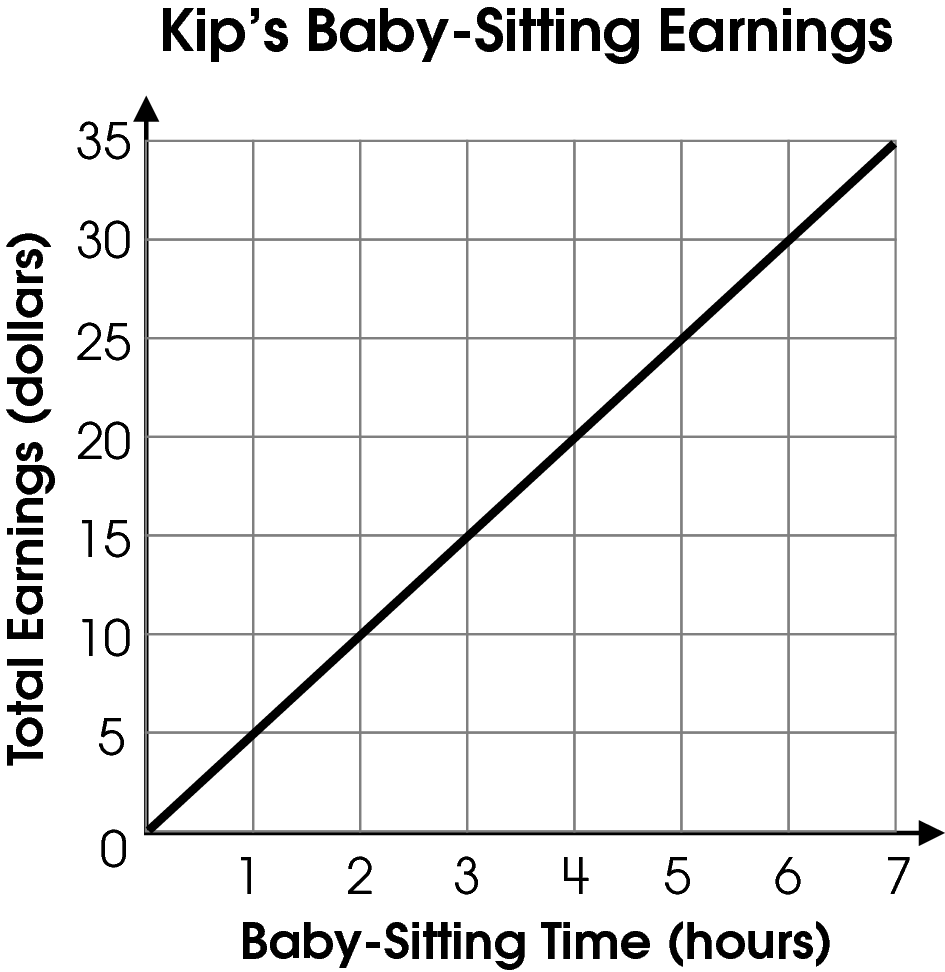 Kip's Baby-Sitting Earnings
Total Earnings (dollars)
35
30
25
20
15
10
5
0
1 2 3 4 5 6 7
Baby-Sitting Time (hours)